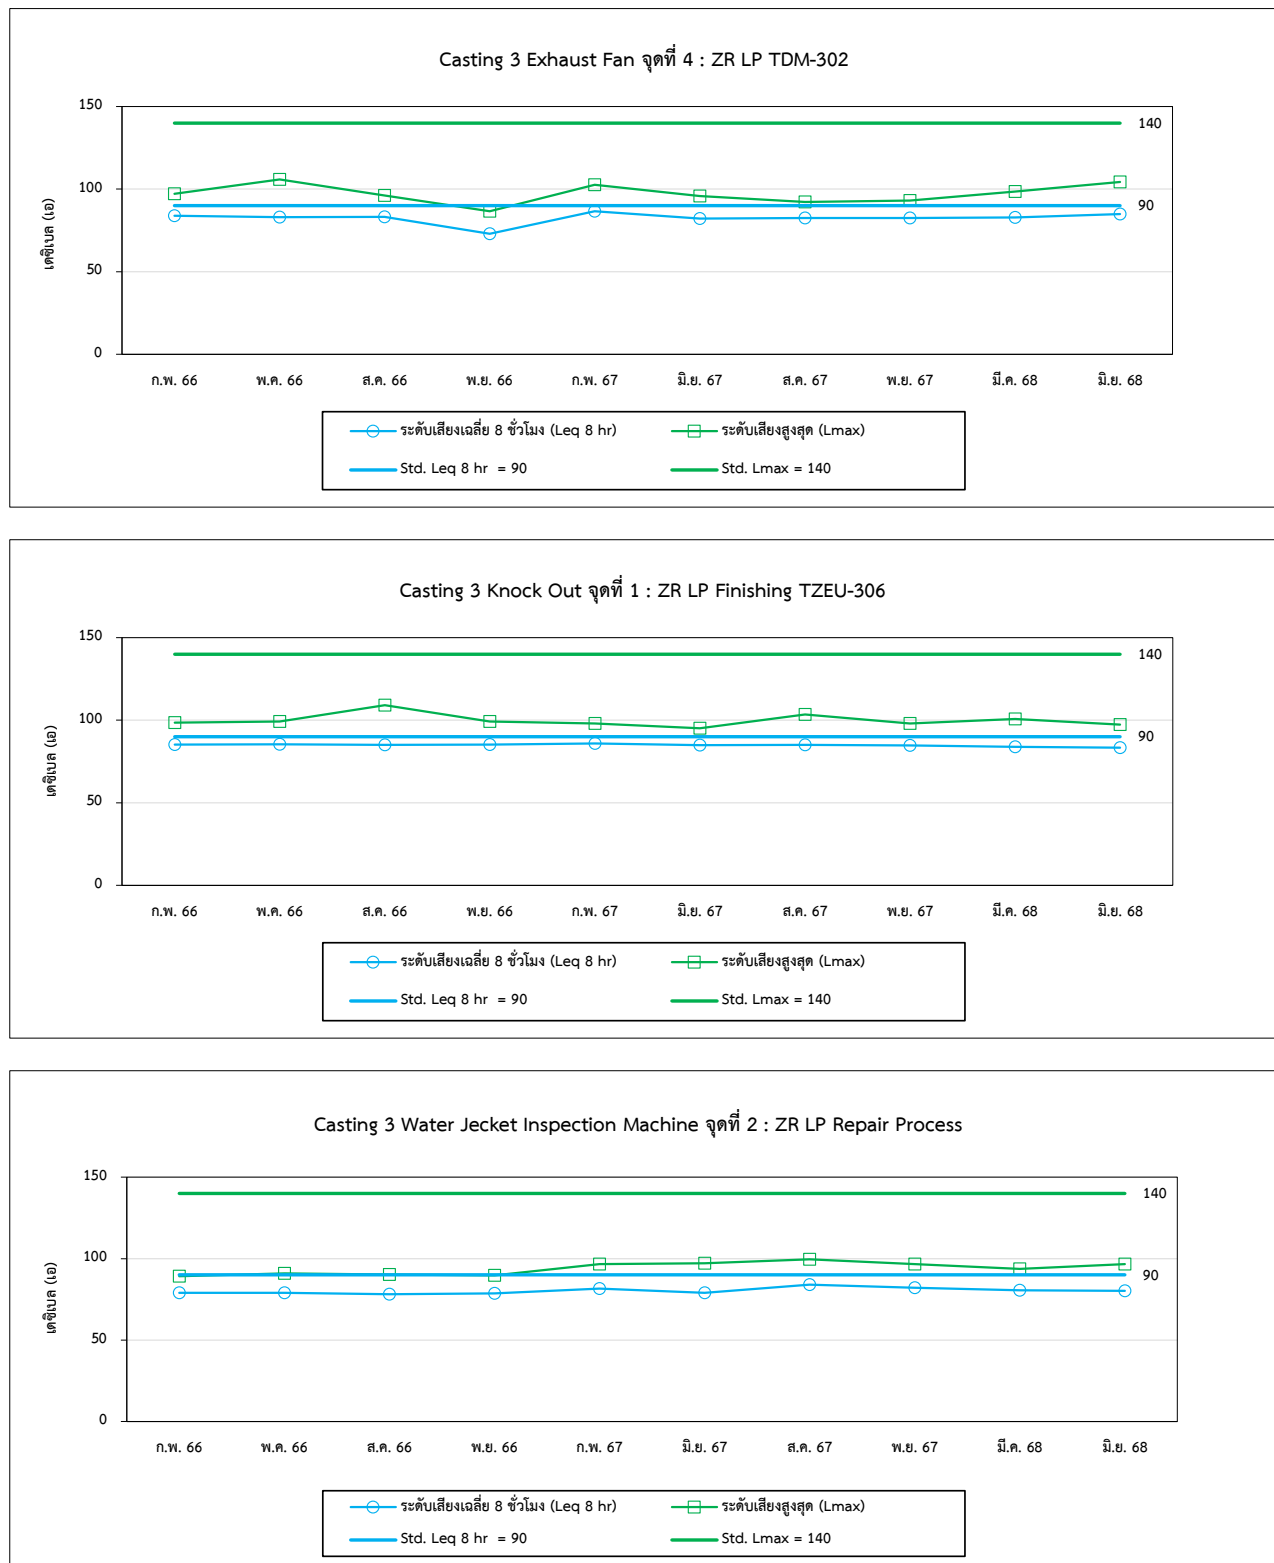 Casting 3 Exhaust Fan จุดที่ 4 : ZR LP TDM-302
เดซิเบล (เอ)
150
100
50
0
140
90
ก.พ. 66 พ.ค. 66 ส.ค. 66 พ.ย. 66 ก.พ. 67 มิ.ย. 67 ส.ค. 67 พ.ย. 67 มี.ค. 68 มิ.ย. 68
ระดับเสียงเฉลี่ย 8 ชั่วโมง (Leq 8 hr) ระดับเสียงสูงสุด (Lmax)
Std. Leq 8 hr = 90 Std. Lmax = 140
Casting 3 Knock Out จุดที่ 1 : ZR LP Finishing TZEU-306
เดซิเบล (เอ)
150
100
50
0
140
90
ก.พ. 66 พ.ค. 66 ส.ค. 66 พ.ย. 66 ก.พ. 67 มิ.ย. 67 ส.ค. 67 พ.ย. 67 มี.ค. 68 มิ.ย. 68
ระดับเสียงเฉลี่ย 8 ชั่วโมง (Leq 8 hr) ระดับเสียงสูงสุด (Lmax)
Std. Leq 8 hr = 90 Std. Lmax = 140
Casting 3 Water Jecket Inspection Machine จุดที่ 2 : ZR LP Repair Process
เดซิเบล (เอ)
150
100
50
0
140
90
ก.พ. 66 พ.ค. 66 ส.ค. 66 พ.ย. 66 ก.พ. 67 มิ.ย. 67 ส.ค. 67 พ.ย. 67 มี.ค. 68 มิ.ย. 68
ระดับเสียงเฉลี่ย 8 ชั่วโมง (Leq 8 hr) ระดับเสียงสูงสุด (Lmax)
Std. Leq 8 hr = 90 Std. Lmax = 140